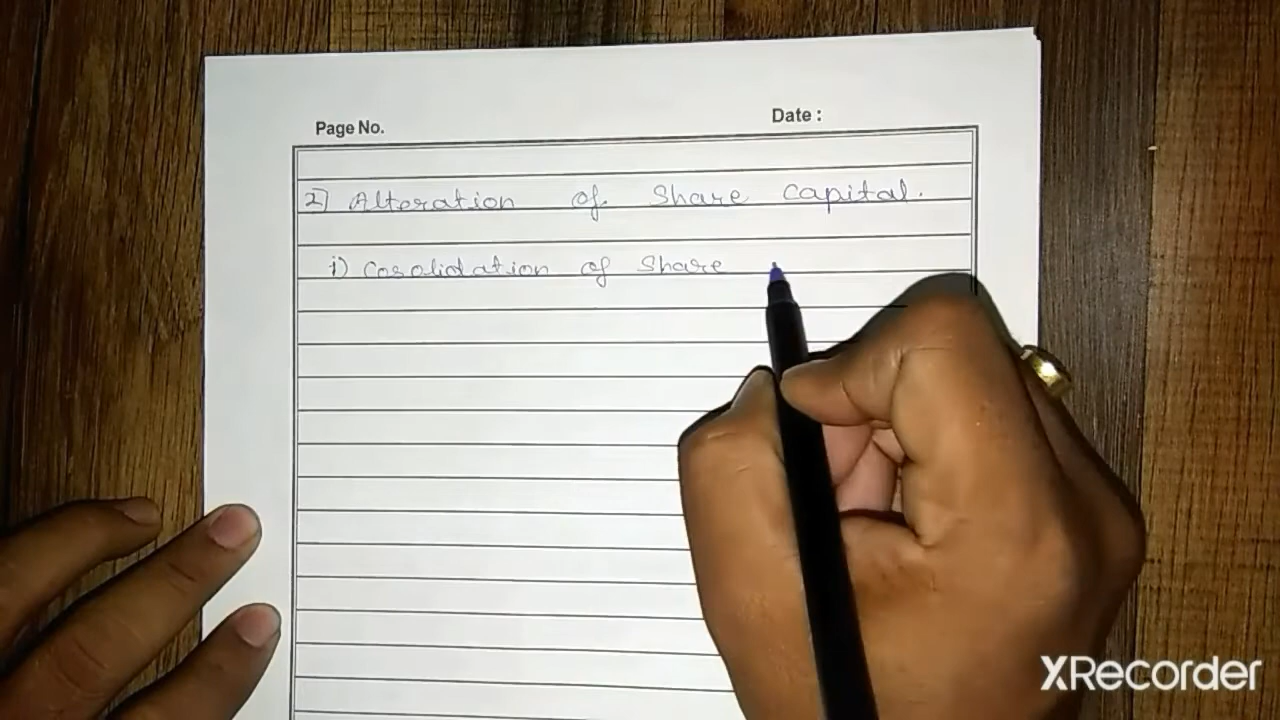 Page No.
Date :
2] Alteration of Share Capital.
i) Cosolidation of Share
XRecorder